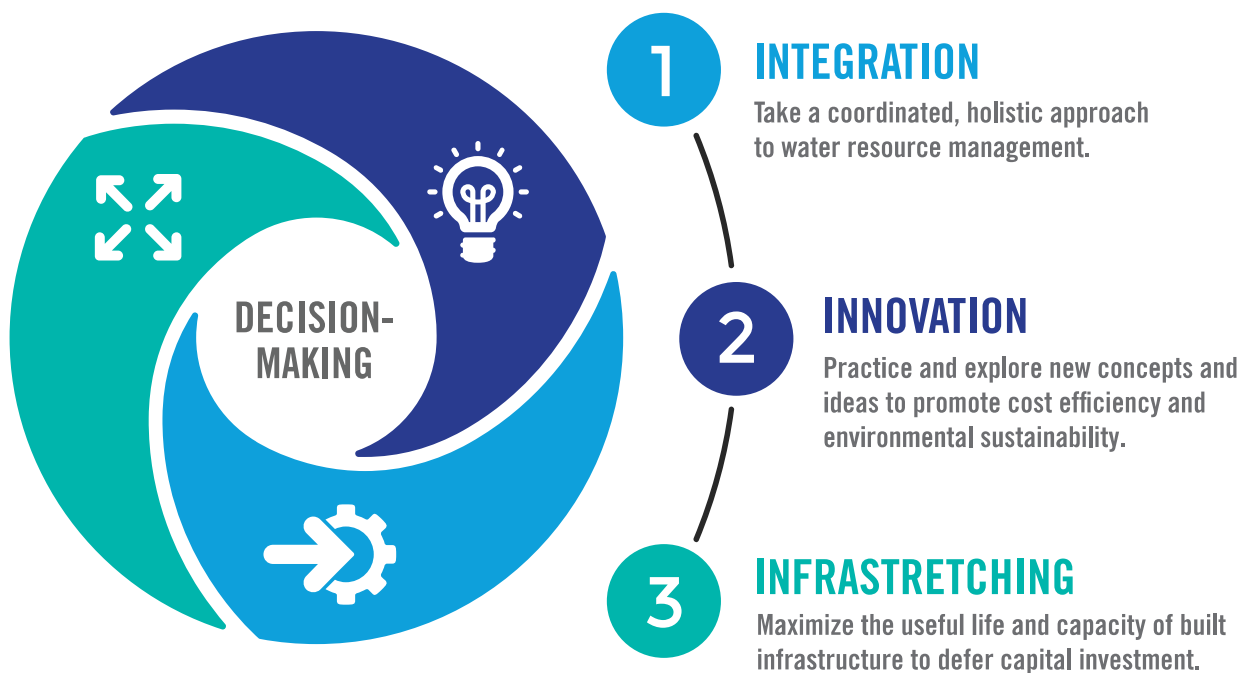 DECISION-
MAKING
1
INTEGRATION
Take a coordinated, holistic approach
to water resource management.
2
INNOVATION
Practice and explore new concepts and
ideas to promote cost efficiency and
environmental sustainability.
3
INFRASTRETCHING
Maximize the useful life and capacity of built
infrastructure to defer capital investment.